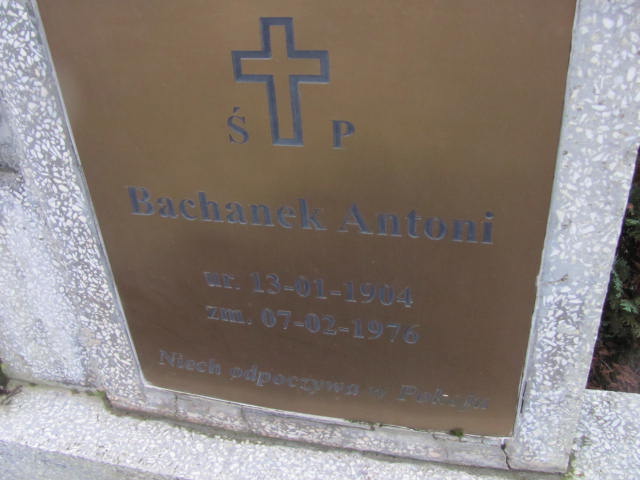 Ś P
Bachanek Antoni
ur. 13-01-1904
zm. 07-02-1976
Niech odpoczywa w Pokoju